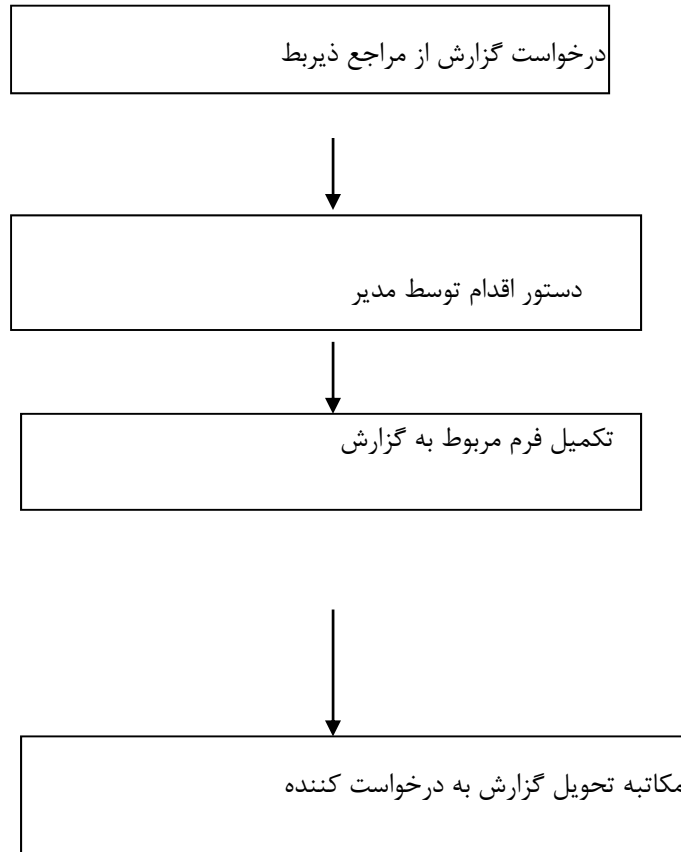 درخواست گزارش از مراجع ذیربط
دستور اقدام توسط مدیر
تکمیل فرم مربوط به گزارش
مکاتبه تحویل گزارش به درخواست کننده